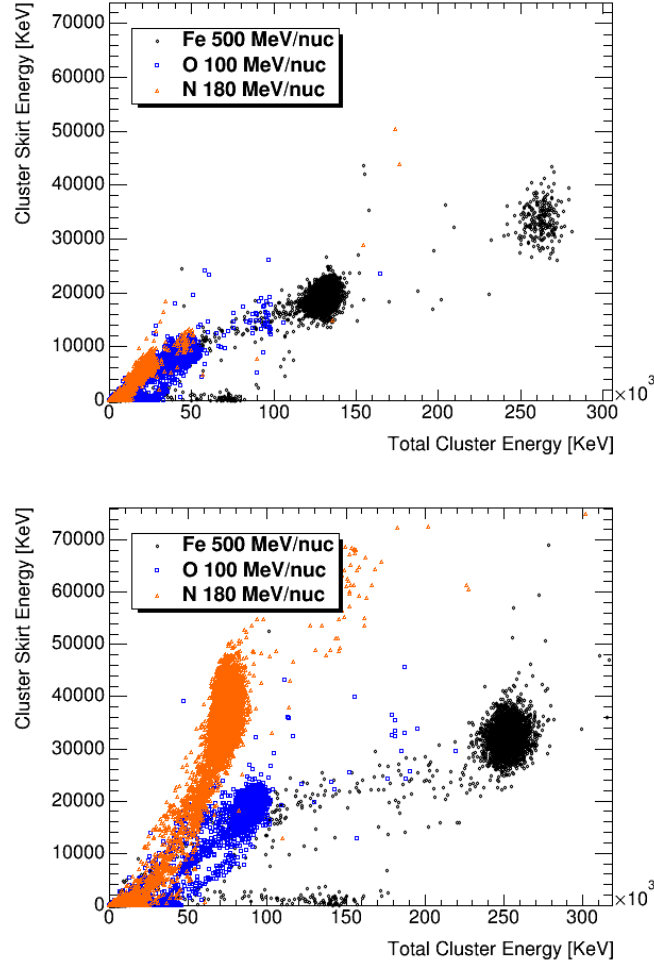 Cluster Skirt Energy [KeV]
70000
60000
50000
40000
30000
20000
10000
0
Fe 500 MeV/nuc
O 100 MeV/nuc
N 180 MeV/nuc
0 50 100 150 200 250 300
×10³
Total Cluster Energy [KeV]
Cluster Skirt Energy [KeV]
70000
60000
50000
40000
30000
20000
10000
0
Fe 500 MeV/nuc
O 100 MeV/nuc
N 180 MeV/nuc
0 50 100 150 200 250 300
×10³
Total Cluster Energy [KeV]